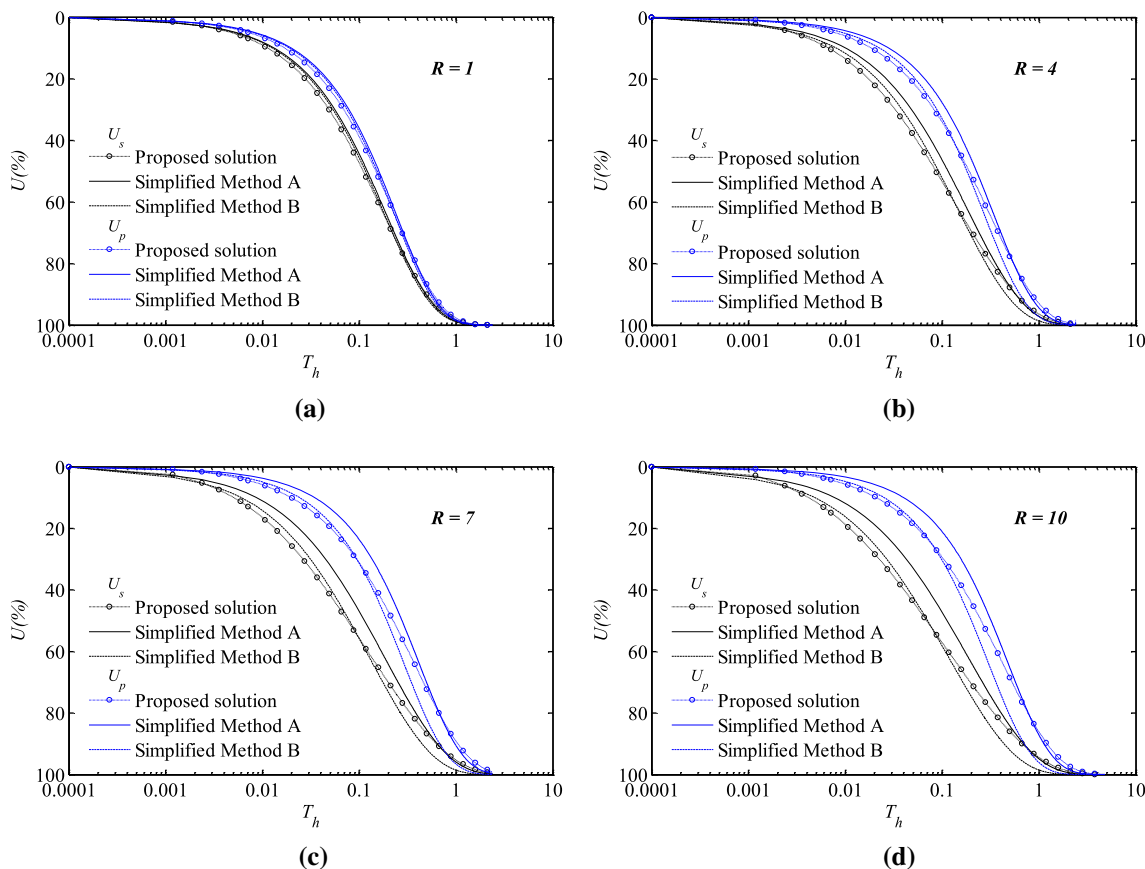 0
20
40
60
80
100
U(%)
R = 1
U_s
Proposed solution
Simplified Method A
Simplified Method B
U_p
Proposed solution
Simplified Method A
Simplified Method B
0.0001 0.001 0.01 0.1 1 10
T_h
(a)
0
20
40
60
80
100
U(%)
R = 4
U_s
Proposed solution
Simplified Method A
Simplified Method B
U_p
Proposed solution
Simplified Method A
Simplified Method B
0.0001 0.001 0.01 0.1 1 10
T_h
(b)
0
20
40
60
80
100
U(%)
R = 7
U_s
Proposed solution
Simplified Method A
Simplified Method B
U_p
Proposed solution
Simplified Method A
Simplified Method B
0.0001 0.001 0.01 0.1 1 10
T_h
(c)
0
20
40
60
80
100
U(%)
R = 10
U_s
Proposed solution
Simplified Method A
Simplified Method B
U_p
Proposed solution
Simplified Method A
Simplified Method B
0.0001 0.001 0.01 0.1 1 10
T_h
(d)